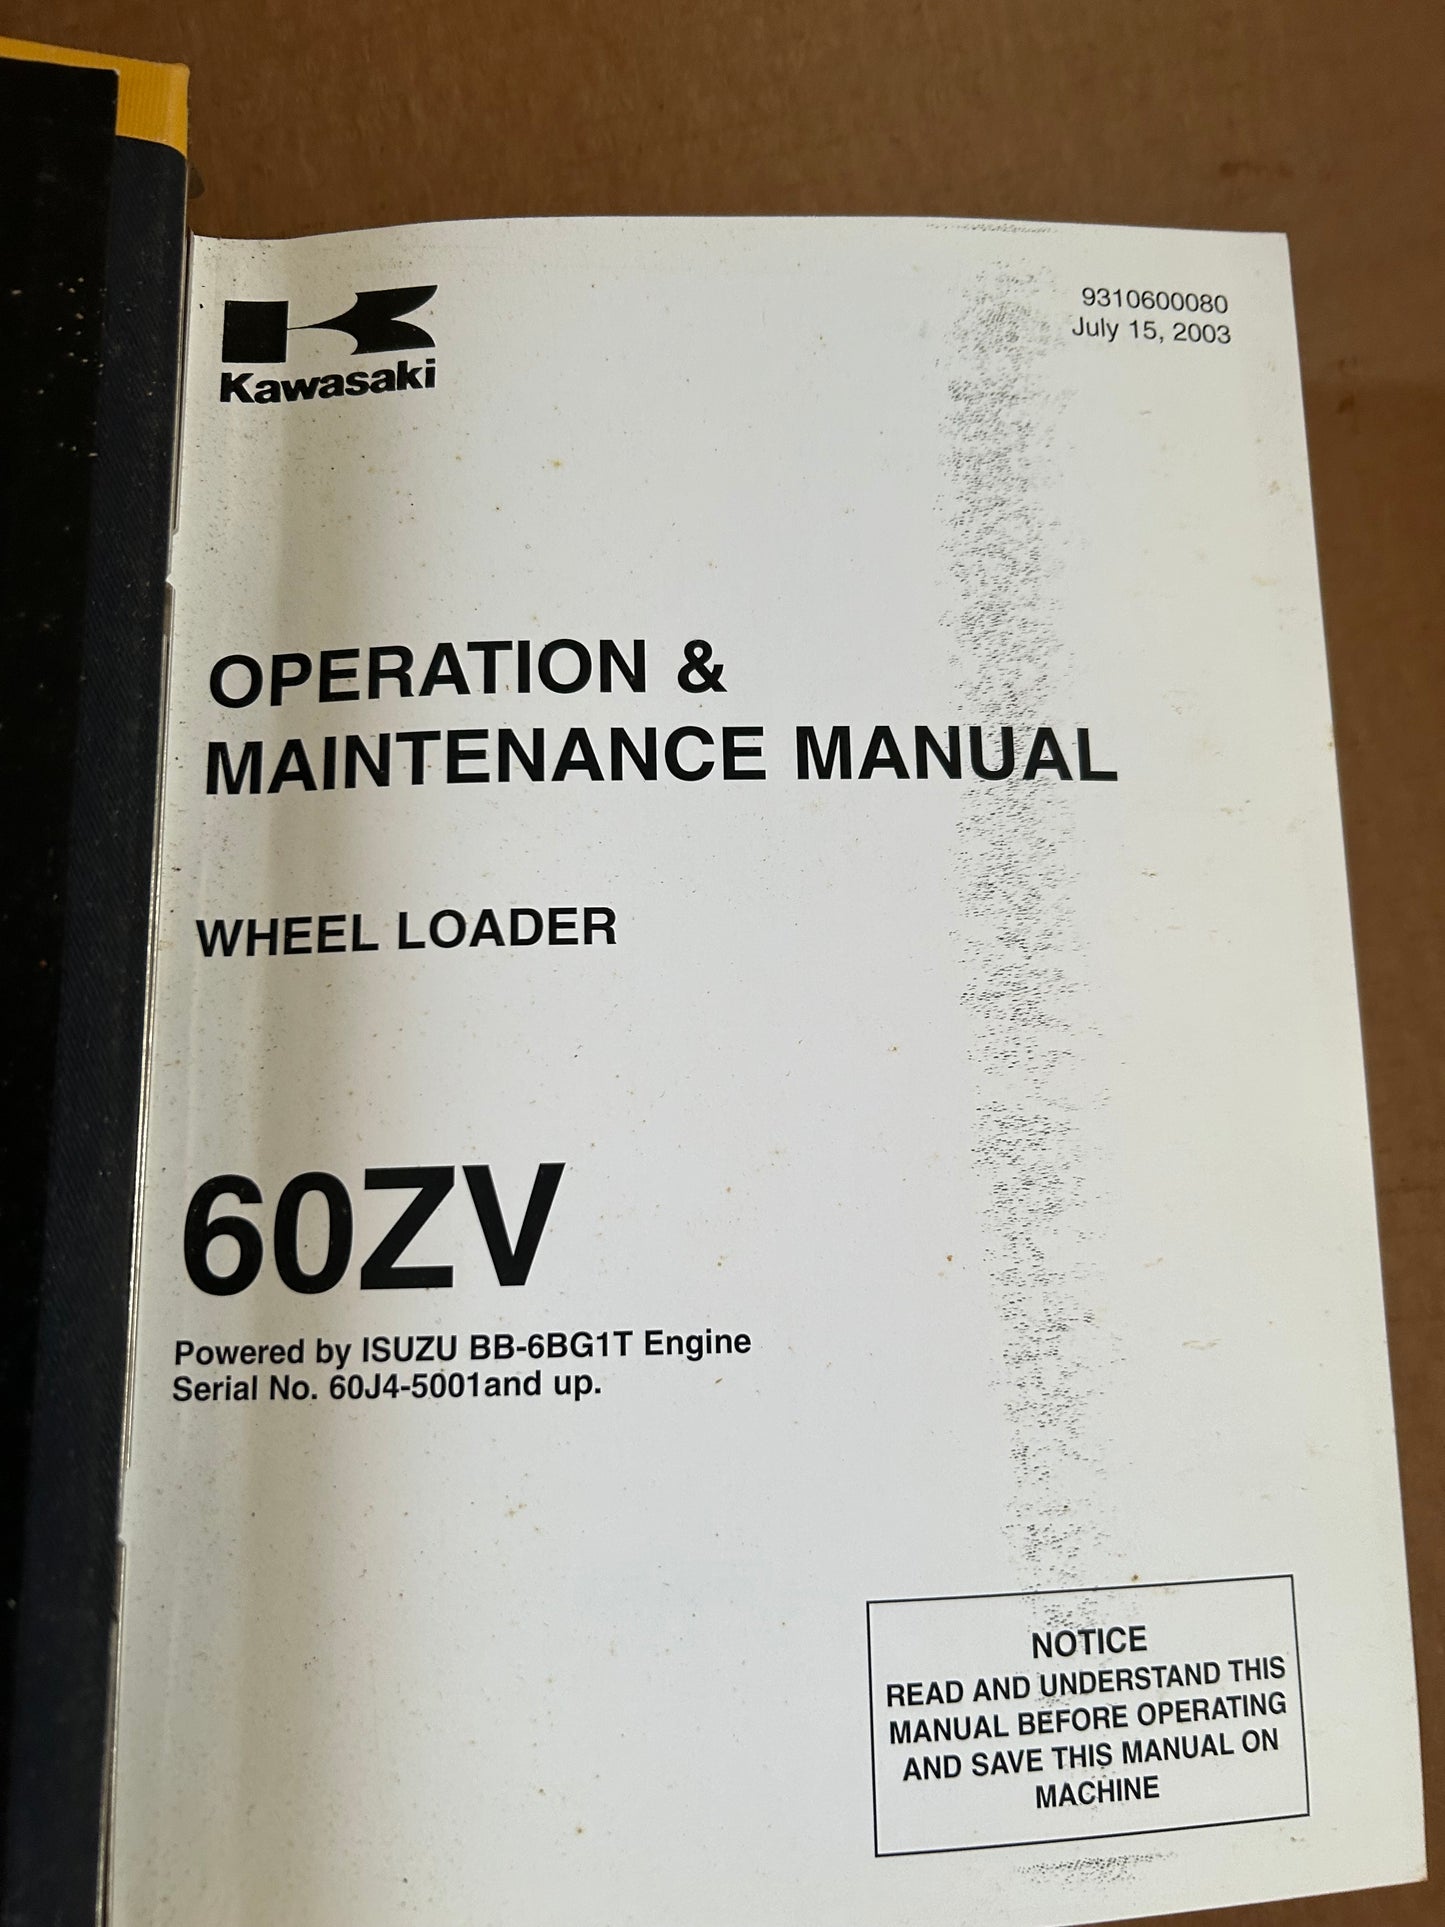 Kawasaki
9310600080
July 15, 2003
OPERATION &
MAINTENANCE MANUAL
WHEEL LOADER
60ZV
Powered by ISUZU BB-6BG1T Engine
Serial No. 60J4-5001and up.
NOTICE
READ AND UNDERSTAND THIS
MANUAL BEFORE OPERATING
AND SAVE THIS MANUAL ON
MACHINE